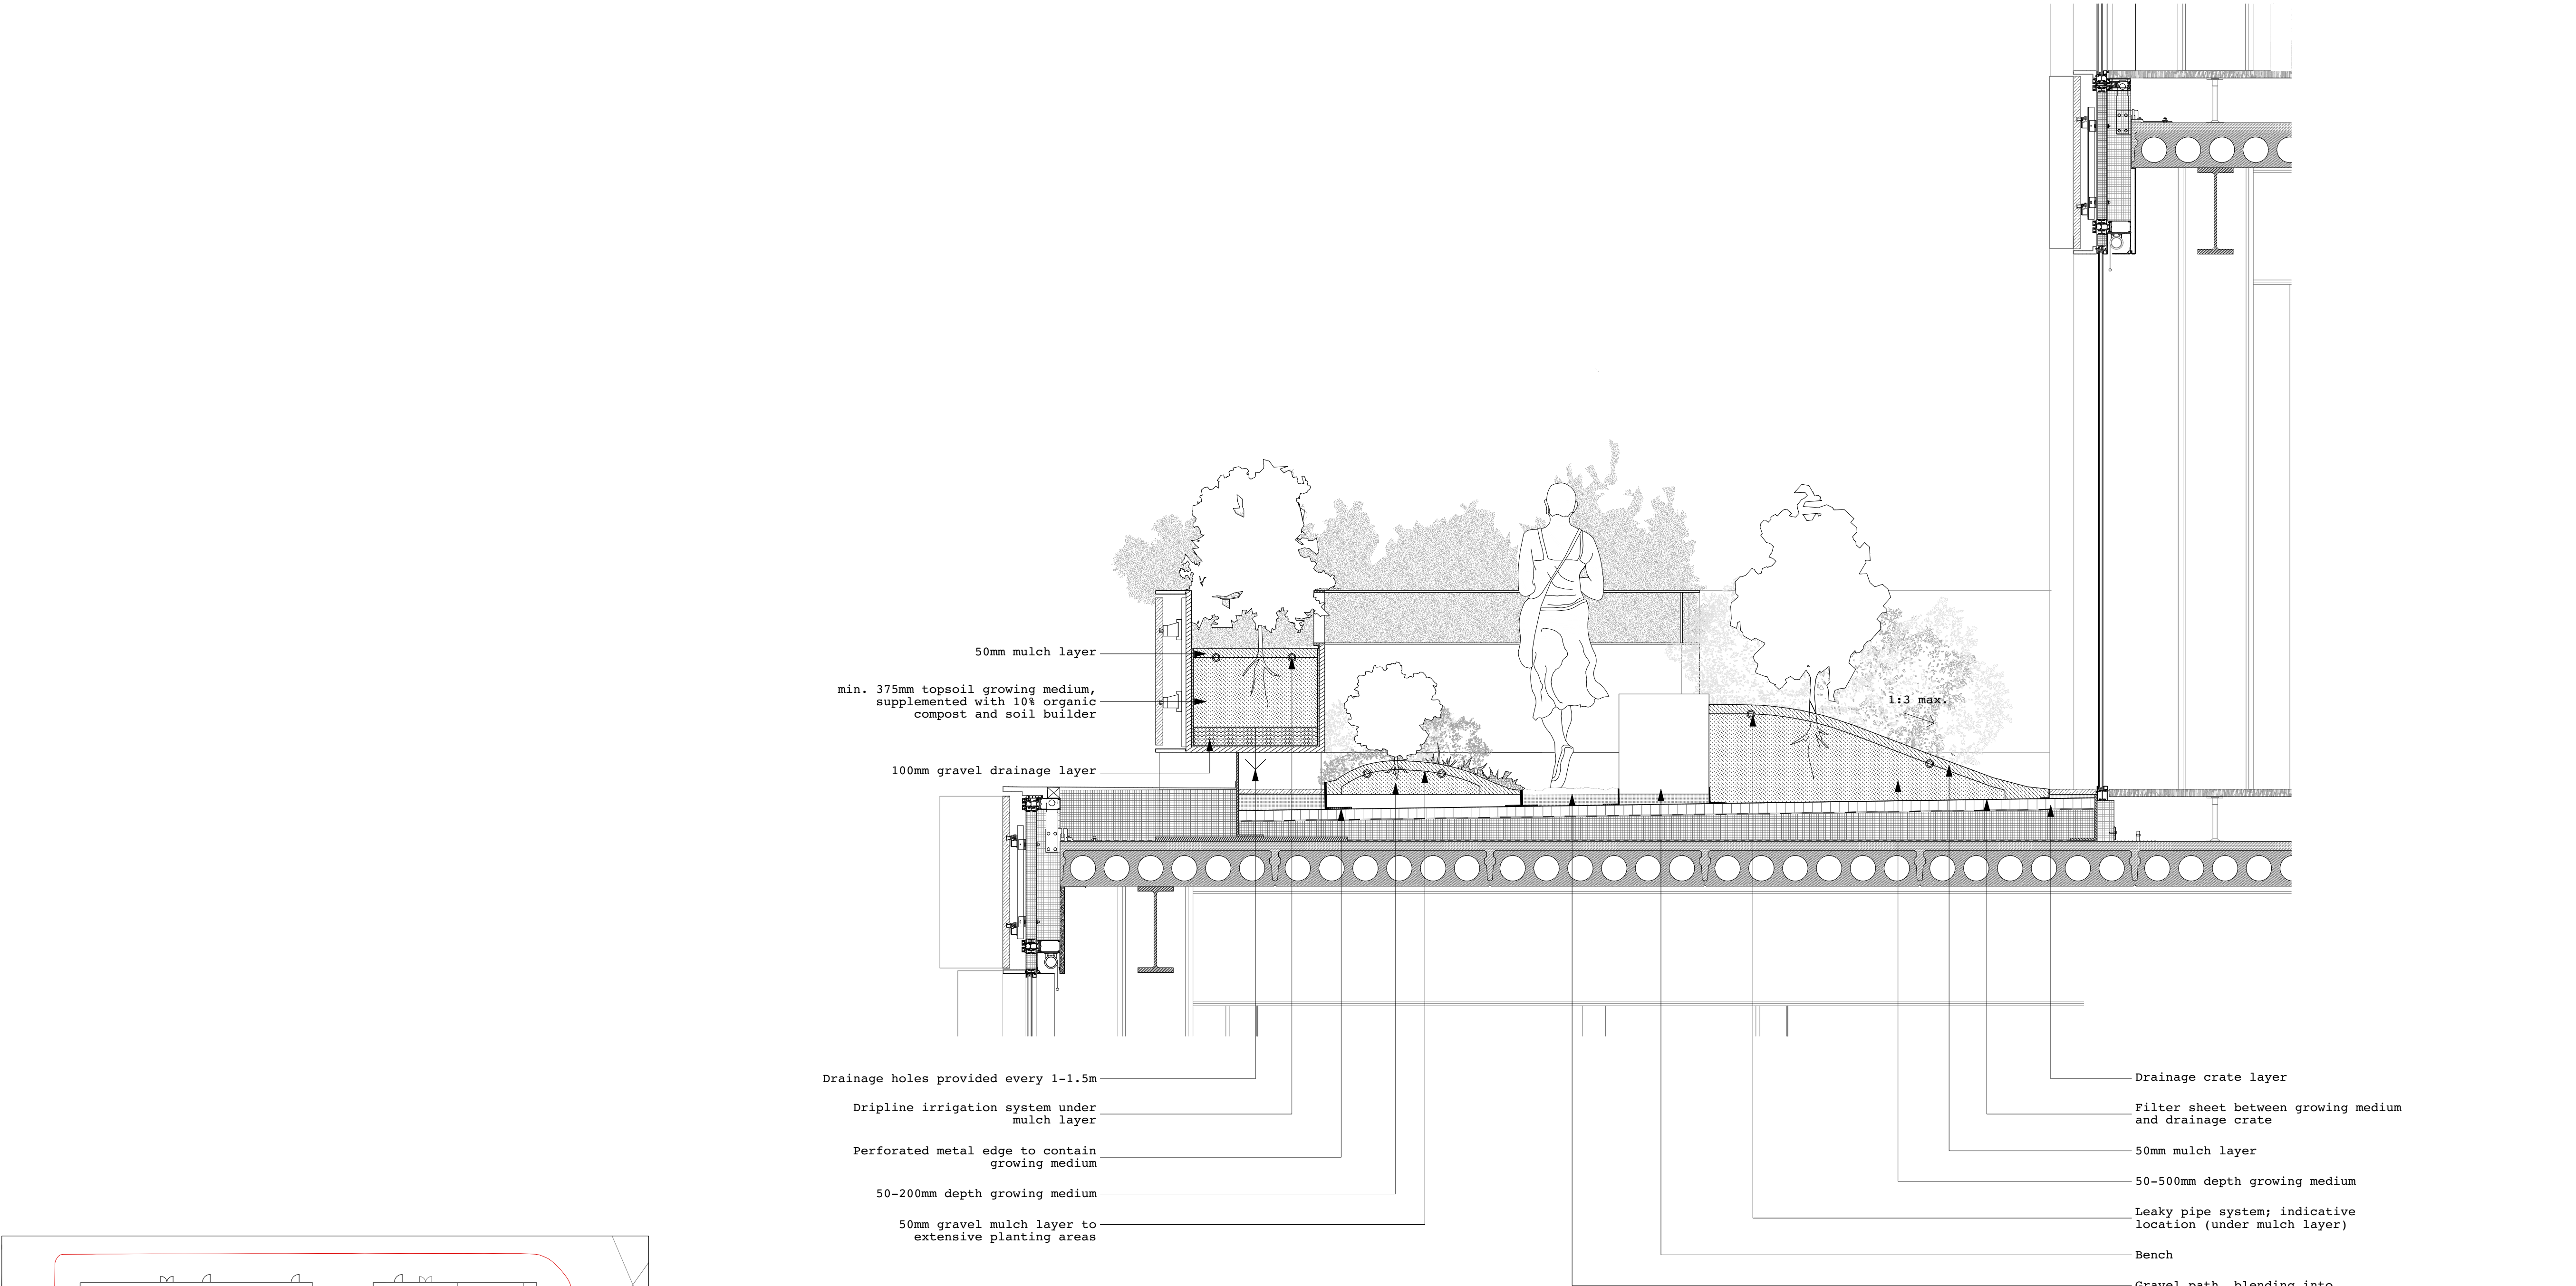 1:3 max.
50mm mulch layer
min. 375mm topsoil growing medium,
supplemented with 10% organic
compost and soil builder
100mm gravel drainage layer
Drainage holes provided every 1-1.5m
Dripline irrigation system under
mulch layer
Perforated metal edge to contain
growing medium
50-200mm depth growing medium
50mm gravel mulch layer to
extensive planting areas
Drainage crate layer
Filter sheet between growing medium
and drainage crate
50mm mulch layer
50-500mm depth growing medium
Leaky pipe system; indicative
location (under mulch layer)
Bench
Gravel path, blending into